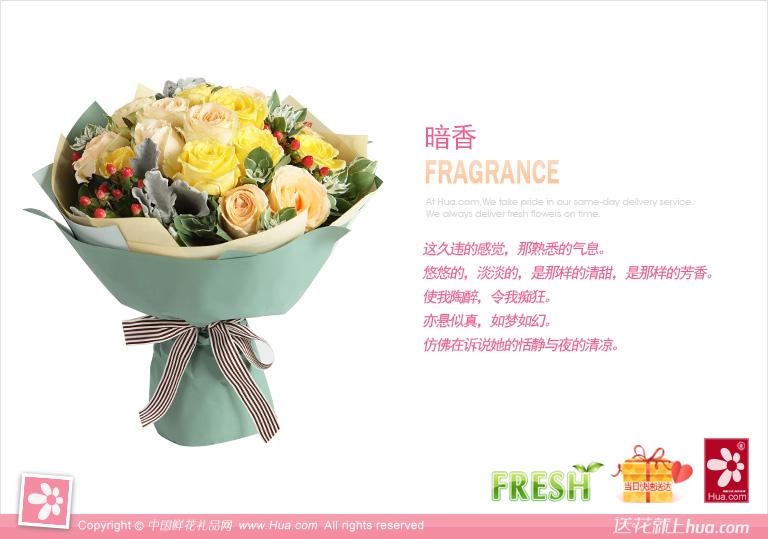 暗香
FRAGRANCE
At Hua.com,We take pride in our same-day delivery service.
We always deliver fresh flowers on time.
这久违的感觉，那熟悉的气息。
悠悠的，淡淡的，是那样的清甜，是那样的芳香。
使我陶醉，令我痴狂。
亦悬似真，如梦如幻。
仿佛在诉说她的恬静与夜的清凉。
FRESH
当日快速送达
Hua.com
Copyright © 中国鲜花礼品网 www.Hua.com All rights reserved
送花就上hua.com